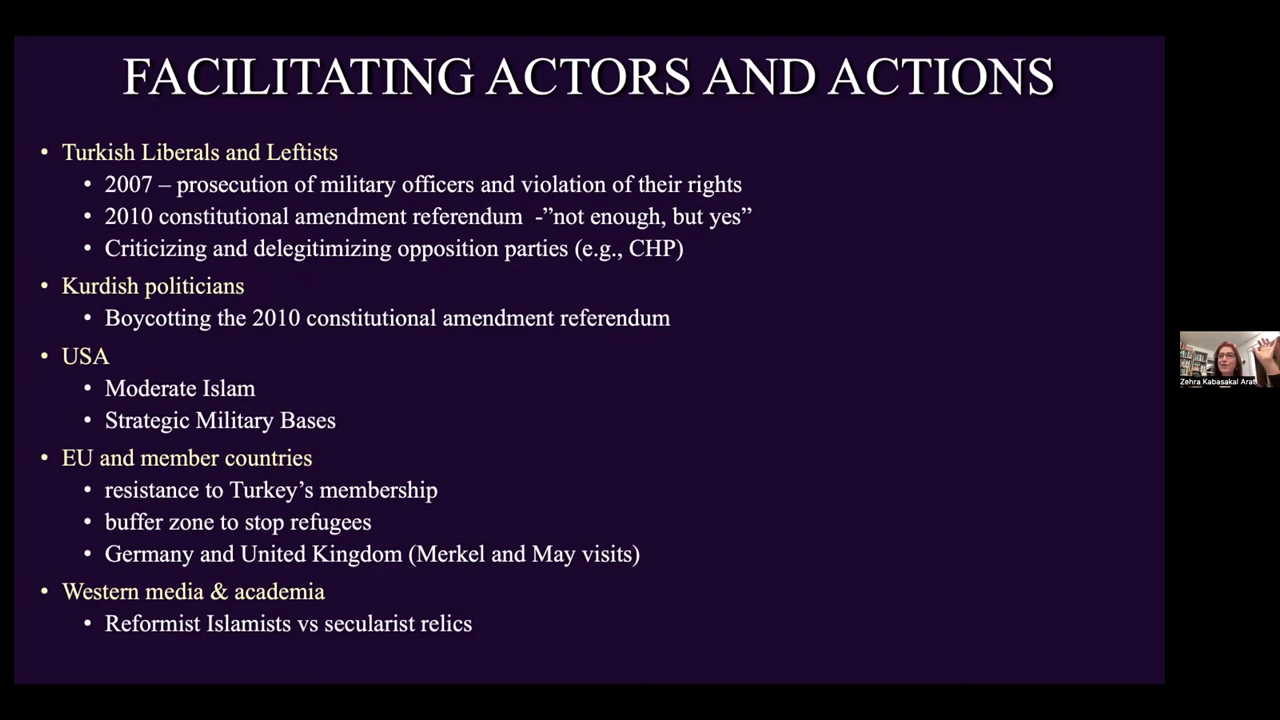 FACILITATING ACTORS AND ACTIONS
• Turkish Liberals and Leftists
• 2007 – prosecution of military officers and violation of their rights
• 2010 constitutional amendment referendum -”not enough, but yes”
• Criticizing and delegitimizing opposition parties (e.g., CHP)
• Kurdish politicians
• Boycotting the 2010 constitutional amendment referendum
• USA
• Moderate Islam
• Strategic Military Bases
• EU and member countries
• resistance to Turkey’s membership
• buffer zone to stop refugees
• Germany and United Kingdom (Merkel and May visits)
• Western media & academia
• Reformist Islamists vs secularist relics
Zehra Kabasakal Arat